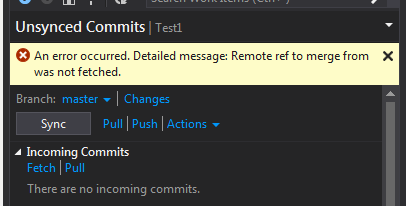 Search Work Items (Ctrl+')
Unsynced Commits | Test1
An error occurred. Detailed message: Remote ref to merge from
was not fetched.
Branch: master | Changes
Sync Pull | Push | Actions
Incoming Commits
Fetch | Pull
There are no incoming commits.